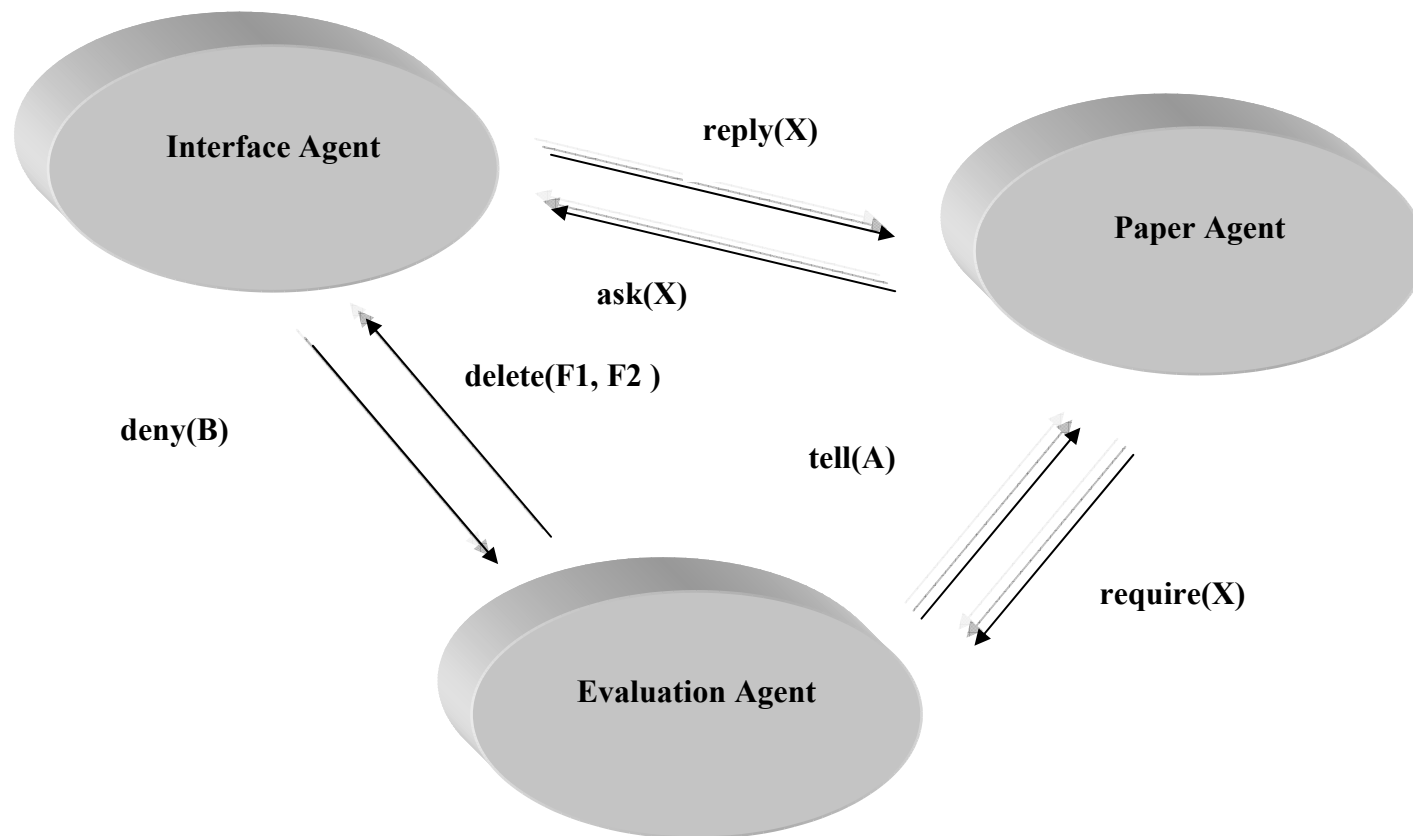 reply(X)
Interface Agent
Paper Agent
ask(X)
delete(F1, F2 )
deny(B)
tell(A)
require(X)
Evaluation Agent